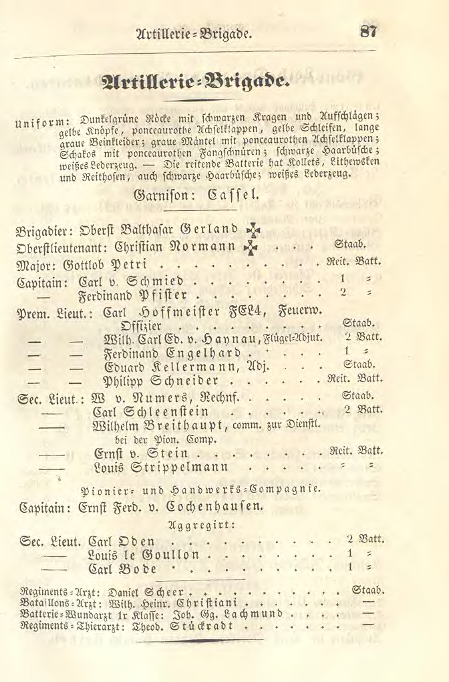 Artillerie-Brigade. 87
Artillerie-Brigade.
Uniform: Dunkelgrüne Röcke mit schwarzen Kragen und Aufschlägen;
gelbe Knöpfe, ponceaurothe Achselklappen, gelbe Schleifen, lange
graue Beinkleider; graue Mäntel mit ponceaurothen Achselklappen;
Schakos mit ponceaurothen Fangschnüren; schwarze Haarbüsche;
weißes Lederzeug. — Die reitende Batterie hat Kollets, Lithewken
und Reithosen, auch schwarze Haarbüsche; weißes Lederzeug.
Garnison: Cassel.
Brigadier: Oberst Balthasar Gerland ✠
Oberstlieutenant: Christian Normann ✠ . . Staab.
Major: Gottlob Petri . . . . . . . . . Reit. Batt.
Capitain: Carl v. Schmied . . . . . . . 1 =
— Ferdinand Pfister . . . . . . . 2 =
Prem. Lieut.: Carl Hoffmeister FEL4, Feuerw.
Offizier . . . . . . . . Staab.
— — Wilh. Carl Ed. v. Haynau, Flügel-Adjut. 2 Batt.
— — Ferdinand Engelhard . . . . . 1 =
— — Eduard Kellermann, Adj. . . . . Staab.
— — Philipp Schneider . . . . . . Reit. Batt.
Sec. Lieut.: W v. Numers, Rechnf. . . . . Staab.
— Carl Schleenstein . . . . . . 2 Batt.
— Wilhelm Breithaupt, comm. zur Dienstl.
bei der Pion. Comp.
— Ernst v. Stein . . . . . . . Reit. Batt.
— Louis Strippelmann . . . . . = =
Pionier- und Handwerks-Compagnie.
Capitain: Ernst Ferd. v. Cochenhausen.
Aggregirt:
Sec. Lieut. Carl Oben . . . . . . . . 2 Batt.
— Louis le Goullon . . . . . . . 1 =
— Carl Bode . . . . . . . . 1 =
Regiments-Arzt: Daniel Scheer . . . . . . . Staab.
Bataillons-Arzt: Wilh. Heinr. Christiani . . . . . . —
Batterie-Wundarzt 1r Klasse: Joh. Gg. Lachmund . . . . —
Regiments-Thierarzt: Theob. Stückradt . . . . . . —